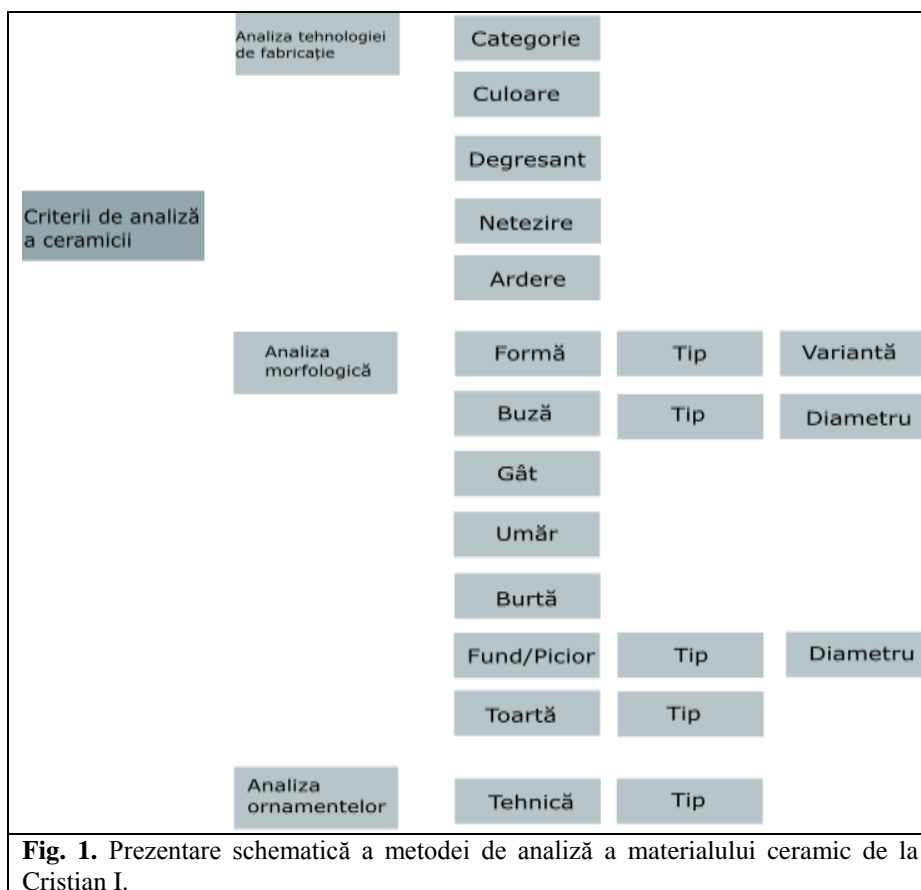 Analiza tehnologiei
de fabricație
Categorie
Culoare
Degresant
Netezire
Ardere
Criterii de analiză
a ceramicii
Analiza
morfologică
Formă Tip Variantă
Buză Tip Diametru
Gât
Umăr
Burtă
Fund/Picior Tip Diametru
Toartă Tip
Analiza
ornamentelor
Tehnică Tip
Fig. 1. Prezentare schematică a metodei de analiză a materialului ceramic de la
Cristian I.